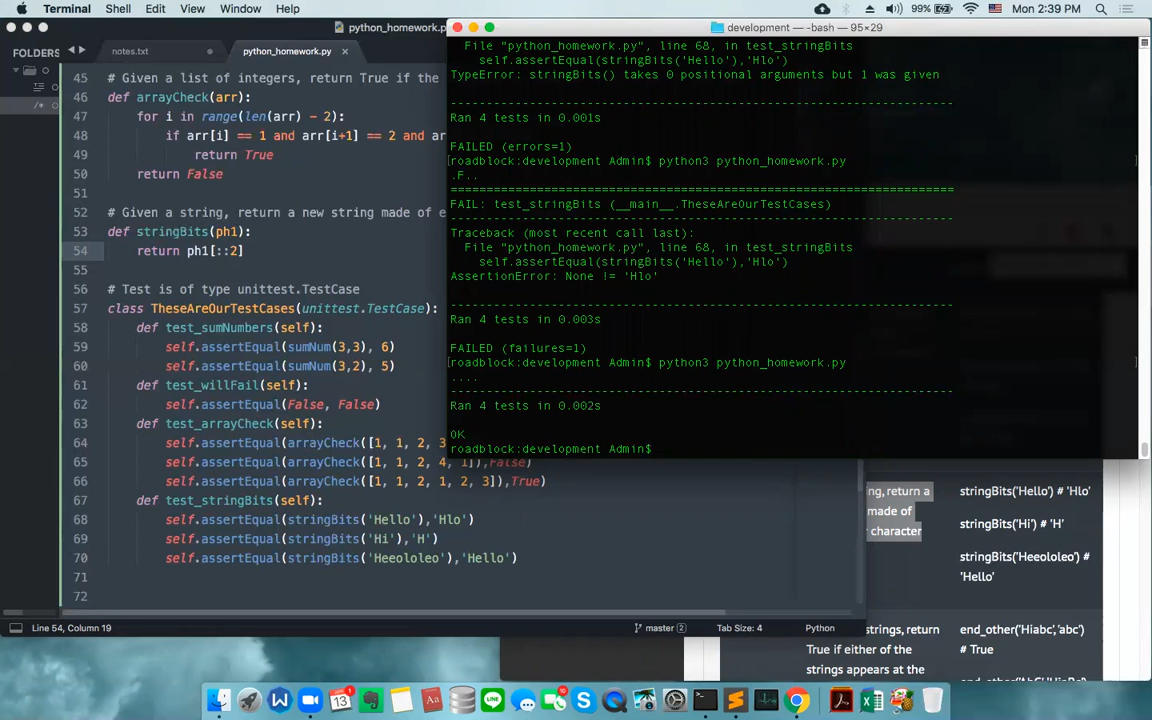 Terminal Shell Edit View Window Help
99% Mon 2:39 PM
python_homework.p
development — -bash — 95×29
FOLDERS
notes.txt
python_homework.py
45 # Given a list of integers, return True if the
46 def arrayCheck(arr):
47 for i in range(len(arr) - 2):
48 if arr[i] == 1 and arr[i+1] == 2 and ar
49 return True
50 return False
51
52 # Given a string, return a new string made of e
53 def stringBits(ph1):
54 return ph1[::2]
55
56 # Test is of type unittest.TestCase
57 class TheseAreOurTestCases(unittest.TestCase):
58 def test_sumNumbers(self):
59 self.assertEqual(sumNum(3,3), 6)
60 self.assertEqual(sumNum(3,2), 5)
61 def test_willFail(self):
62 self.assertEqual(False, False)
63 def test_arrayCheck(self):
64 self.assertEqual(arrayCheck([1, 1, 2, 3
65 self.assertEqual(arrayCheck([1, 1, 2, 4, 1]),False)
66 self.assertEqual(arrayCheck([1, 1, 2, 1, 2, 3]),True)
67 def test_stringBits(self):
68 self.assertEqual(stringBits('Hello'),'Hlo')
69 self.assertEqual(stringBits('Hi'),'H')
70 self.assertEqual(stringBits('Heeololeo'),'Hello')
71
72
File "python_homework.py", line 68, in test_stringBits
self.assertEqual(stringBits('Hello'),'Hlo')
TypeError: stringBits() takes 0 positional arguments but 1 was given
----------------------------------------------------------------------
Ran 4 tests in 0.001s
FAILED (errors=1)
[roadblock:development Admin$ python3 python_homework.py ]
.F..
======================================================================
FAIL: test_stringBits (__main__.TheseAreOurTestCases)
----------------------------------------------------------------------
Traceback (most recent call last):
File "python_homework.py", line 68, in test_stringBits
self.assertEqual(stringBits('Hello'),'Hlo')
AssertionError: None != 'Hlo'
----------------------------------------------------------------------
Ran 4 tests in 0.003s
FAILED (failures=1)
[roadblock:development Admin$ python3 python_homework.py ]
....
----------------------------------------------------------------------
Ran 4 tests in 0.002s
OK
roadblock:development Admin$
ng, return a
made of
character
stringBits('Hello') # 'Hlo'
stringBits('Hi') # 'H'
stringBits('Heeololeo') #
'Hello'
strings, return
True if either of the
strings appears at the
end_other('Hiabc','abc')
# True
Line 54, Column 19
master 2
Tab Size: 4
Python
13
1
10